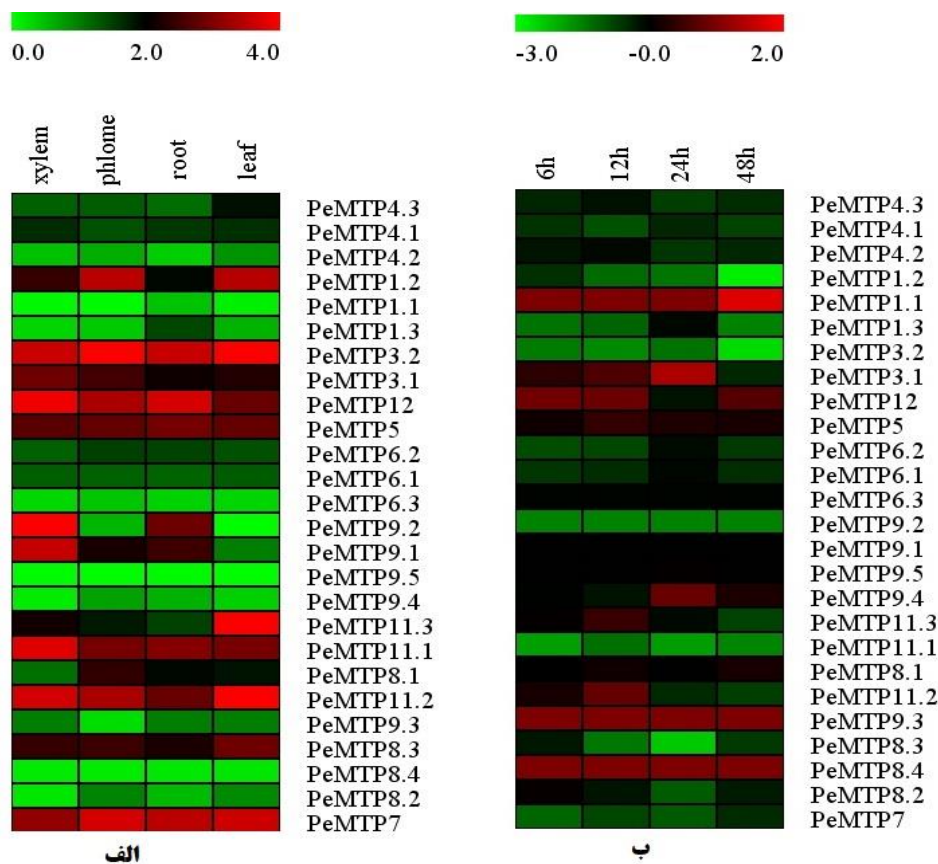 0.0 2.0 4.0
xylem phlome root leaf
PeMTP4.3
PeMTP4.1
PeMTP4.2
PeMTP1.2
PeMTP1.1
PeMTP1.3
PeMTP3.2
PeMTP3.1
PeMTP12
PeMTP5
PeMTP6.2
PeMTP6.1
PeMTP6.3
PeMTP9.2
PeMTP9.1
PeMTP9.5
PeMTP9.4
PeMTP11.3
PeMTP11.1
PeMTP8.1
PeMTP11.2
PeMTP9.3
PeMTP8.3
PeMTP8.4
PeMTP8.2
PeMTP7
الف
-3.0 -0.0 2.0
6h 12h 24h 48h
PeMTP4.3
PeMTP4.1
PeMTP4.2
PeMTP1.2
PeMTP1.1
PeMTP1.3
PeMTP3.2
PeMTP3.1
PeMTP12
PeMTP5
PeMTP6.2
PeMTP6.1
PeMTP6.3
PeMTP9.2
PeMTP9.1
PeMTP9.5
PeMTP9.4
PeMTP11.3
PeMTP11.1
PeMTP8.1
PeMTP11.2
PeMTP9.3
PeMTP8.3
PeMTP8.4
PeMTP8.2
PeMTP7
ب